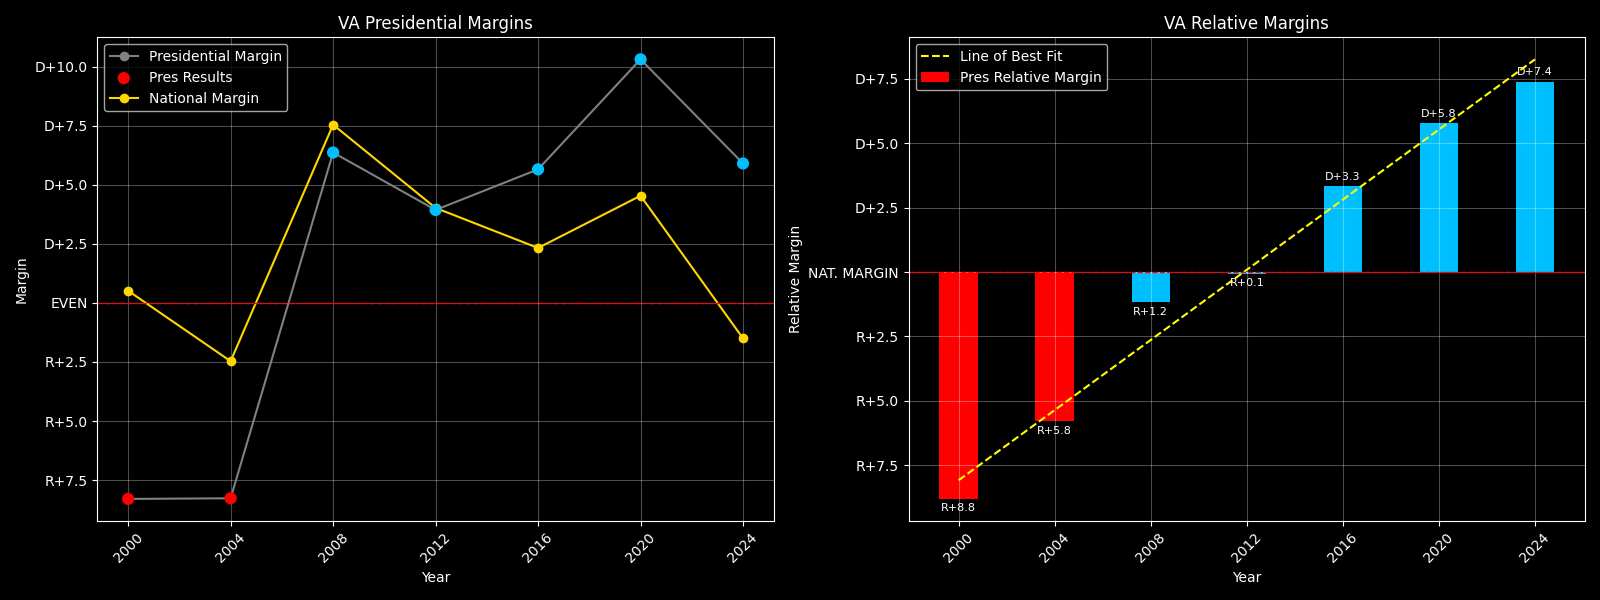 VA Presidential Margins
Presidential Margin
Pres Results
National Margin
D+10.0
D+7.5
D+5.0
D+2.5
EVEN
R+2.5
R+5.0
R+7.5
Margin
2000
2004
2008
2012
2016
2020
2024
Year
VA Relative Margins
Line of Best Fit
Pres Relative Margin
D+7.5
D+5.0
D+2.5
NAT. MARGIN
R+2.5
R+5.0
R+7.5
Relative Margin
R+8.8
R+5.8
R+1.2
R+0.1
D+3.3
D+5.8
D+7.4
2000
2004
2008
2012
2016
2020
2024
Year